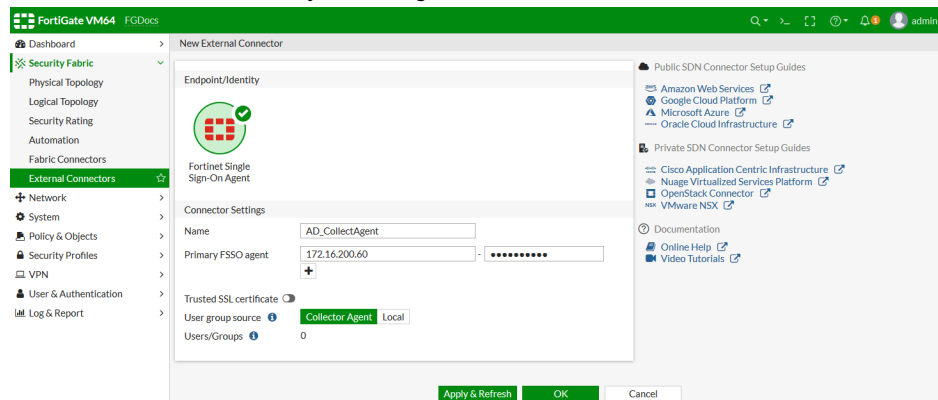 FortiGate VM64 FGDocs
admin
1
Dashboard
Security Fabric
Physical Topology
Logical Topology
Security Rating
Automation
Fabric Connectors
External Connectors
Network
System
Policy & Objects
Security Profiles
VPN
User & Authentication
Log & Report
New External Connector
Endpoint/Identity
Fortinet Single
Sign-On Agent
Connector Settings
Name AD_CollectAgent
Primary FSSO agent 172.16.200.60 - ●●●●●●●●●●
Trusted SSL certificate
User group source Collector Agent Local
Users/Groups 0
Apply & Refresh OK Cancel
Public SDN Connector Setup Guides
Amazon Web Services
Google Cloud Platform
Microsoft Azure
Oracle Cloud Infrastructure
Private SDN Connector Setup Guides
Cisco Application Centric Infrastructure
Nuage Virtualized Services Platform
OpenStack Connector
NSX VMware NSX
Documentation
Online Help
Video Tutorials